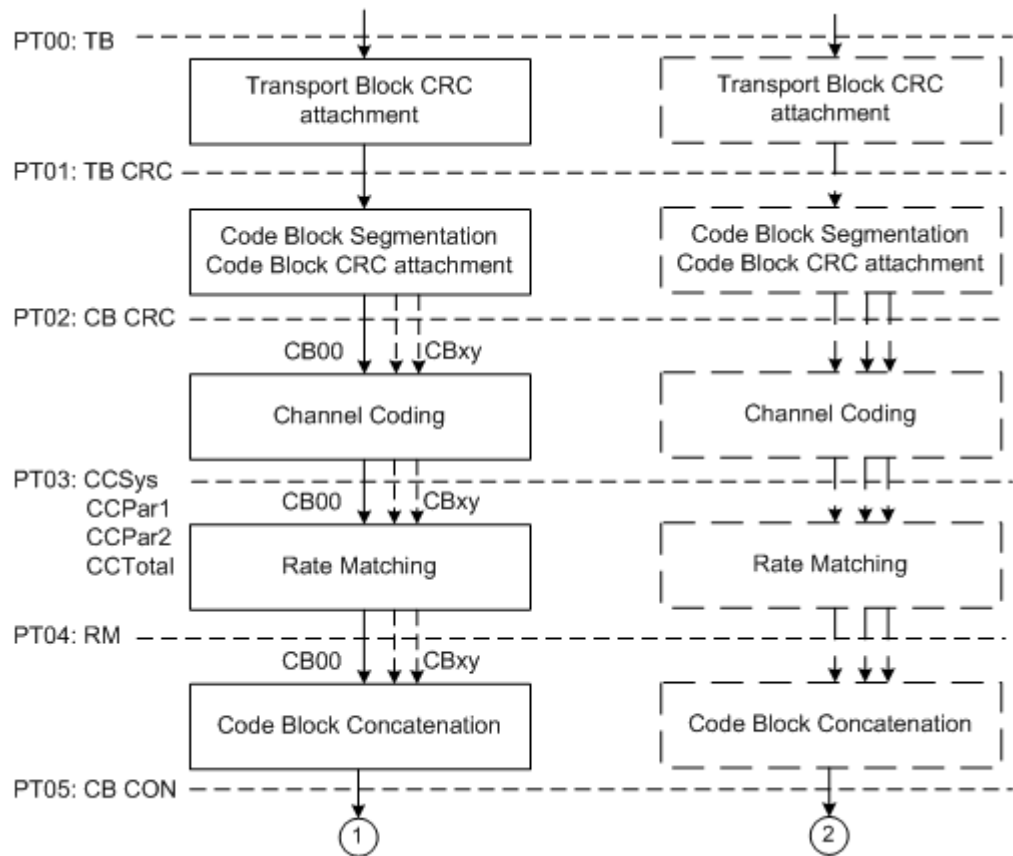 PT00: TB
Transport Block CRC
attachment
Transport Block CRC
attachment
PT01: TB CRC
Code Block Segmentation
Code Block CRC attachment
Code Block Segmentation
Code Block CRC attachment
PT02: CB CRC
CB00
CBxy
Channel Coding
Channel Coding
PT03: CCSys
CCPar1
CCPar2
CCTotal
CB00
CBxy
Rate Matching
Rate Matching
PT04: RM
CB00
CBxy
Code Block Concatenation
Code Block Concatenation
PT05: CB CON
1
2